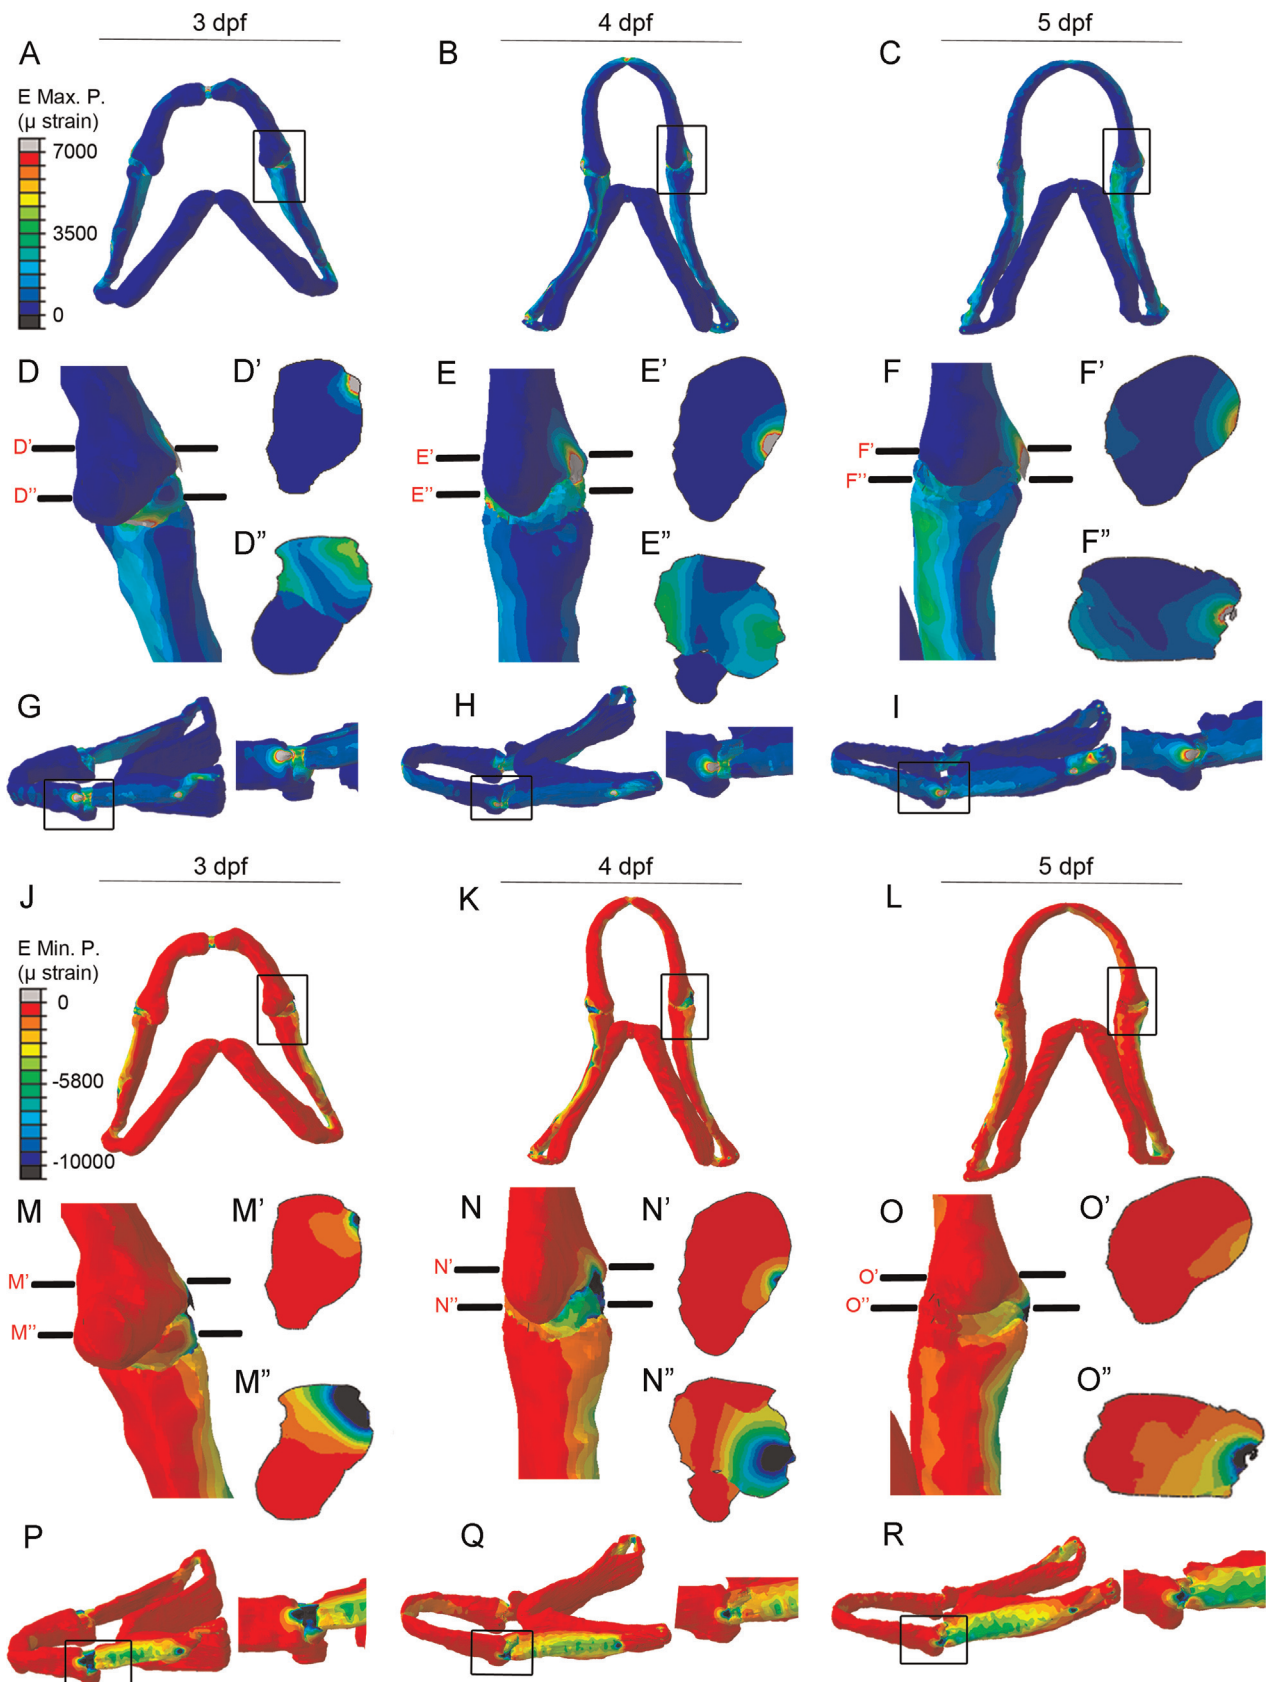 3 dpf
4 dpf
5 dpf
A
B
C
E Max. P.
(μ strain)
7000
3500
0
D
D'
E
E'
F
F'
D'
D''
E'
E''
F'
F''
D”
E”
F”
G
H
I
3 dpf
4 dpf
5 dpf
J
K
L
E Min. P.
(μ strain)
0
-5800
-10000
M
M'
N
N'
O
O'
M'
M''
N'
N''
O'
O''
M”
N”
O”
P
Q
R